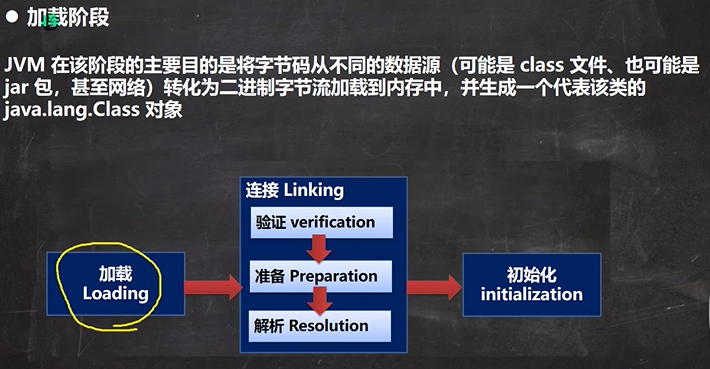 ● 加载阶段
JVM 在该阶段的主要目的是将字节码从不同的数据源（可能是 class 文件、也可能是
jar 包，甚至网络）转化为二进制字节流加载到内存中，并生成一个代表该类的
java.lang.Class 对象
加载
Loading
连接 Linking
验证 verification
准备 Preparation
解析 Resolution
初始化
initialization